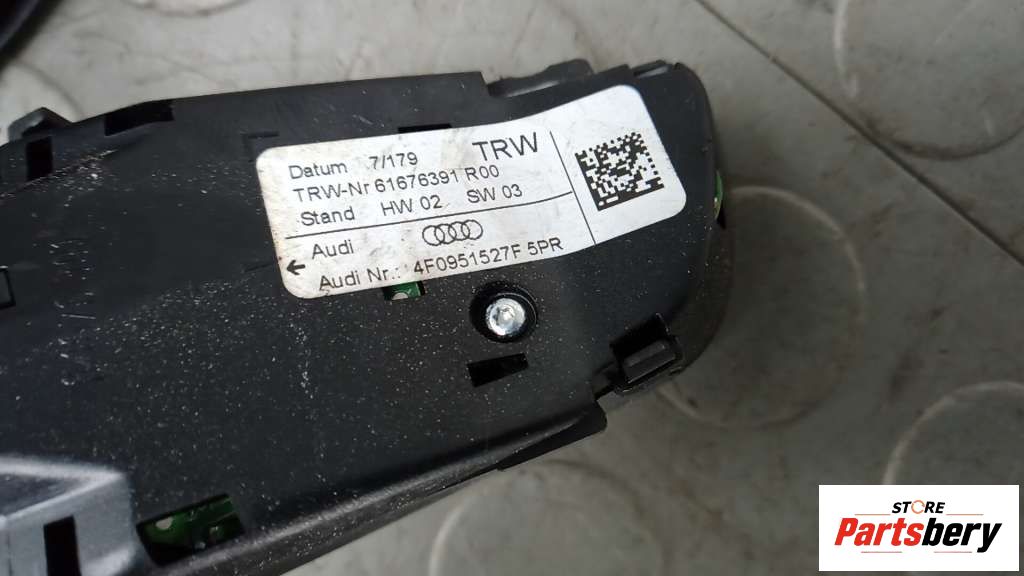 Datum 7/179 TRW
TRW-Nr 61676391 R00
Stand HW 02 SW 03
Audi
← Audi Nr.: 4F0951527F 5PR
STORE
Partsbery